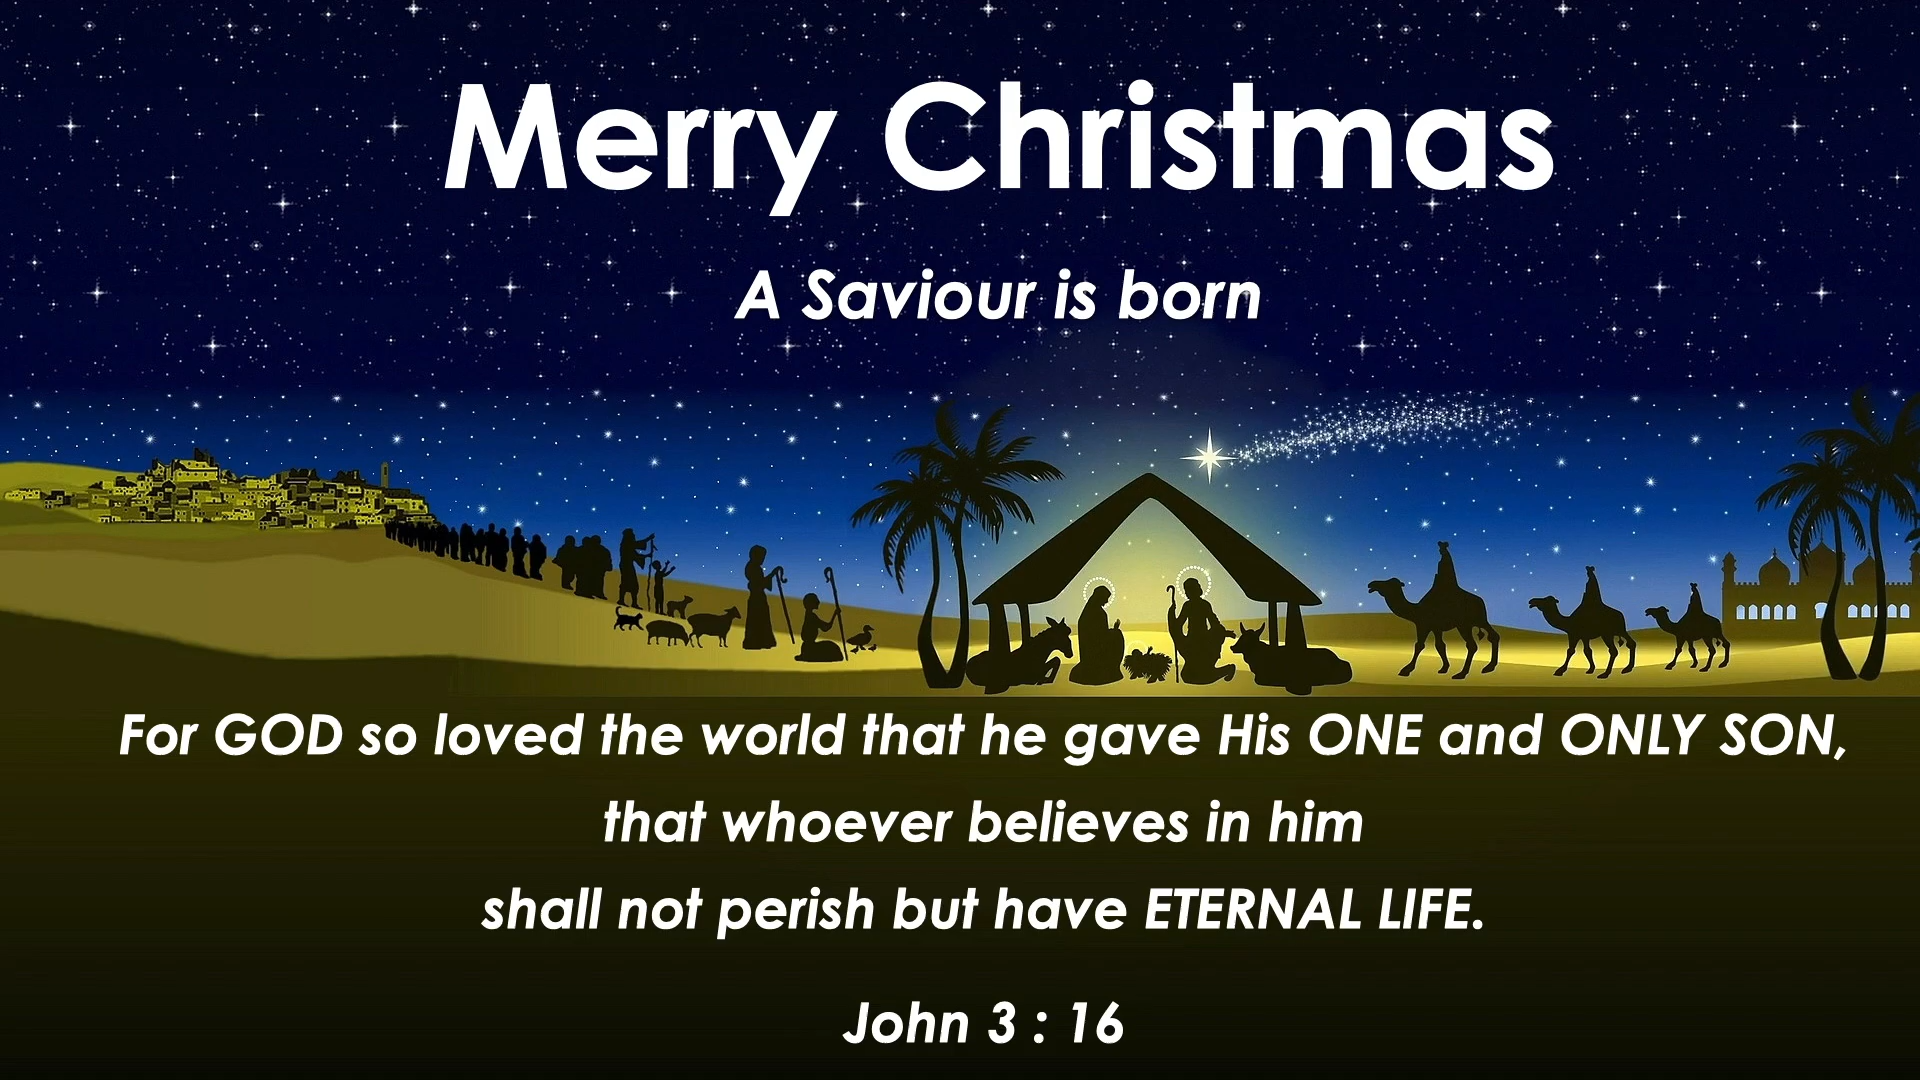 Merry Christmas
A Saviour is born
For GOD so loved the world that he gave His ONE and ONLY SON,
that whoever believes in him
shall not perish but have ETERNAL LIFE.
John 3 : 16